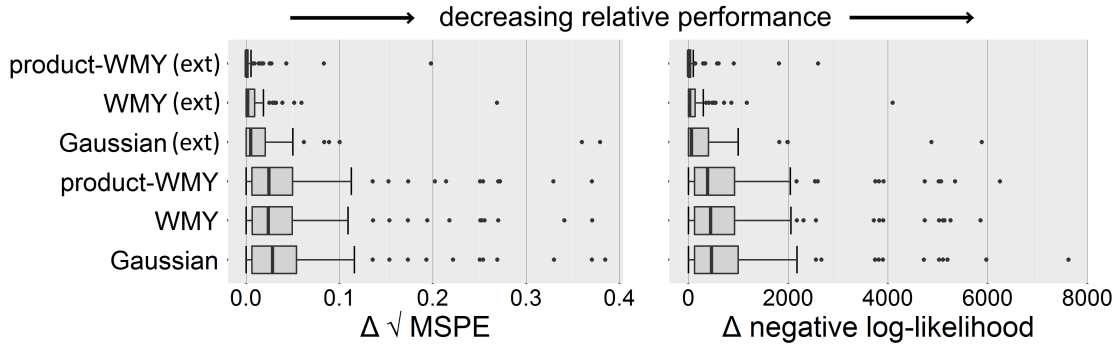 decreasing relative performance
product-WMY (ext)
WMY (ext)
Gaussian (ext)
product-WMY
WMY
Gaussian
0.0 0.1 0.2 0.3 0.4
Δ √ MSPE
0 2000 4000 6000 8000
Δ negative log-likelihood